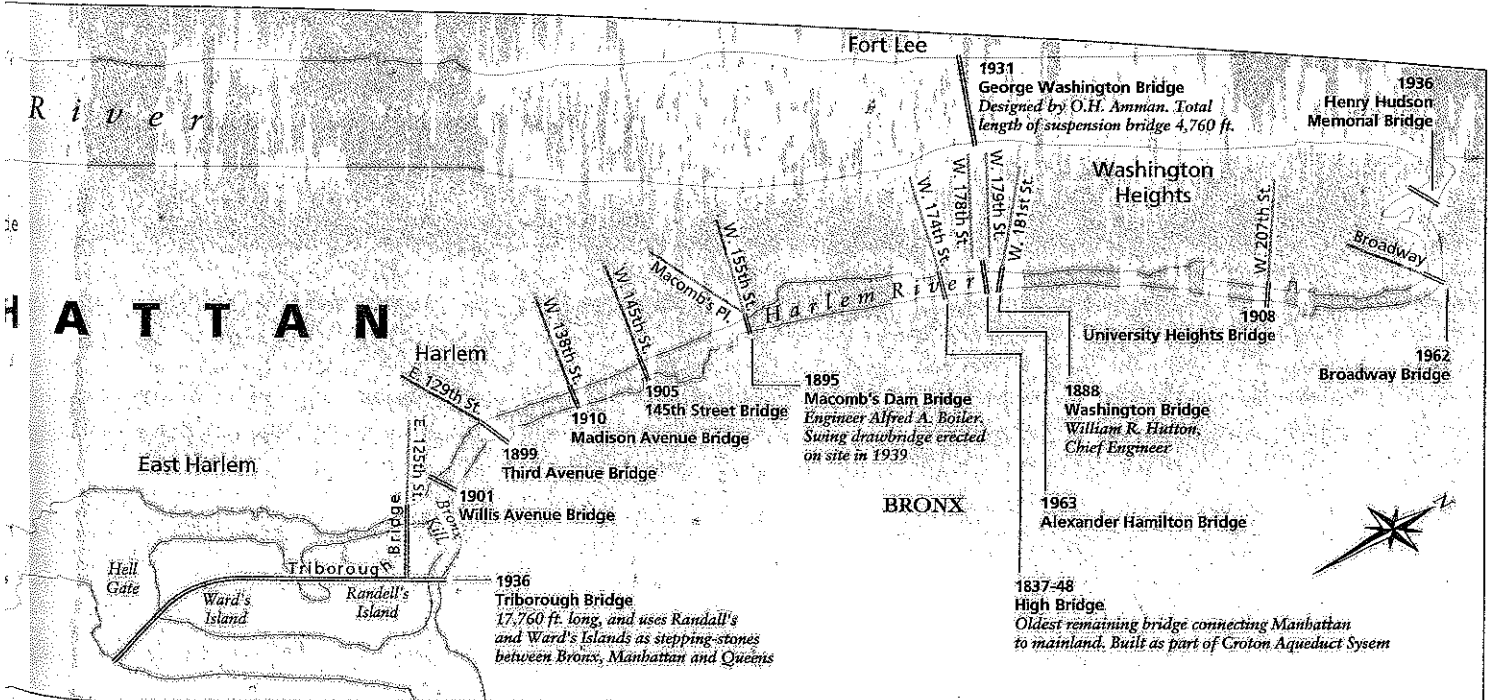 Fort Lee
River
1931
George Washington Bridge
Designed by O.H. Amman. Total
length of suspension bridge 4,760 ft.
1936
Henry Hudson
Memorial Bridge
Washington
Heights
W. 174th St.
W. 178th St.
W. 179th St.
W. 181st St.
W. 207th St.
Broadway
W. 155th St.
Macomb's Pl.
W. 145th St.
W. 138th St.
Harlem River
HATTAN
Harlem
E. 129th St.
E. 125th St.
1908
University Heights Bridge
1962
Broadway Bridge
1895
Macomb's Dam Bridge
Engineer Alfred A. Boiler.
Swing drawbridge erected
on site in 1939
1888
Washington Bridge
William R. Hutton,
Chief Engineer
1905
145th Street Bridge
1910
Madison Avenue Bridge
1899
Third Avenue Bridge
East Harlem
1901
Willis Avenue Bridge
Bronx
Kill
BRONX
1963
Alexander Hamilton Bridge
N
Hell
Gate
Triborough Bridge
Ward's
Island
Randell's
Island
1936
Triborough Bridge
17,760 ft. long, and uses Randall's
and Ward's Islands as stepping-stones
between Bronx, Manhattan and Queens
1837-48
High Bridge
Oldest remaining bridge connecting Manhattan
to mainland. Built as part of Croton Aqueduct Sysem